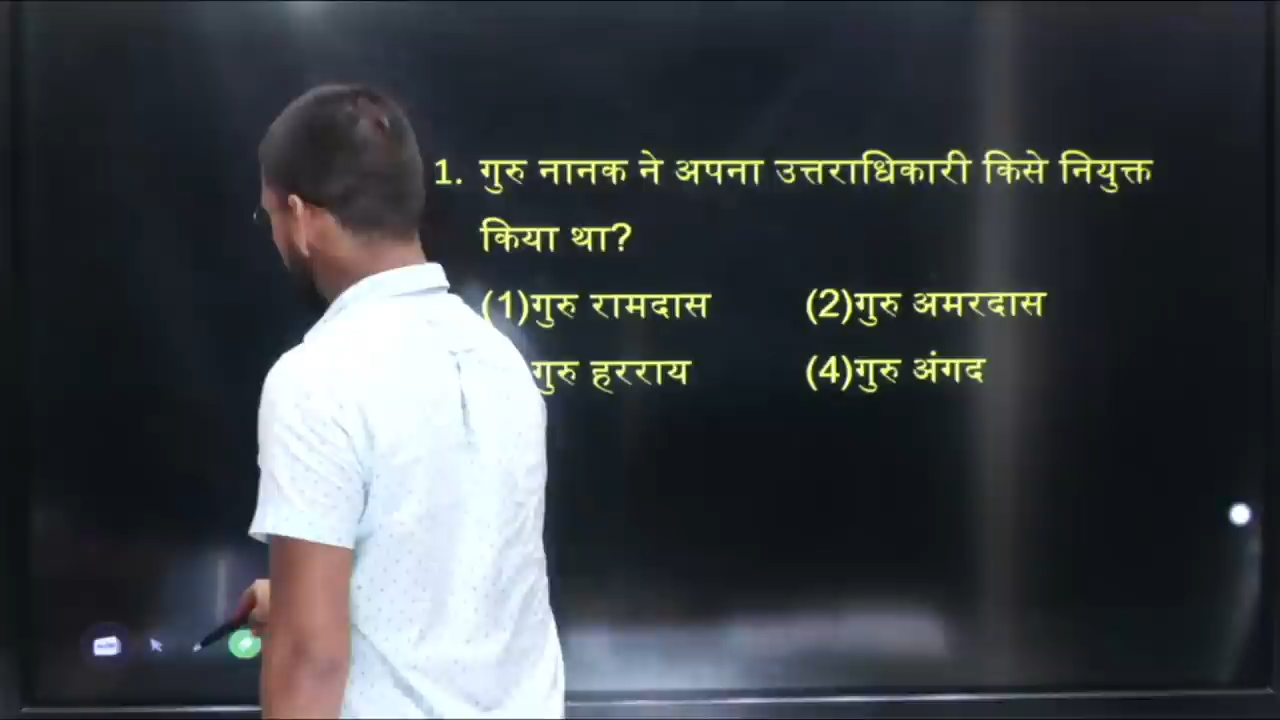 1. गुरु नानक ने अपना उत्तराधिकारी किसे नियुक्त
किया था?
(1)गुरु रामदास (2)गुरु अमरदास
गुरु हरराय (4)गुरु अंगद